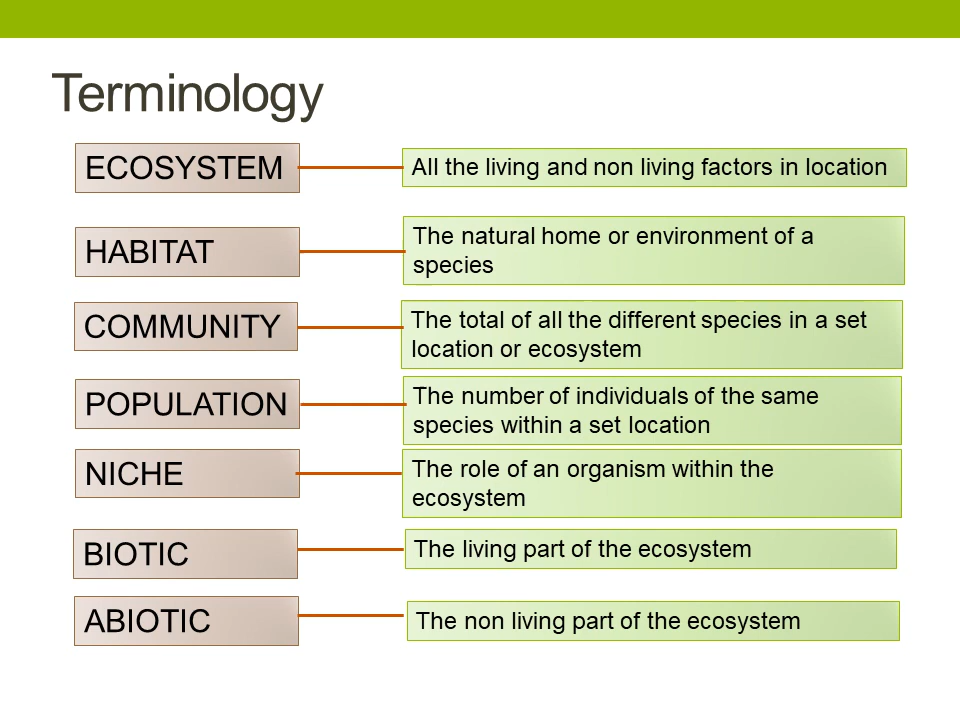 Terminology
ECOSYSTEM
All the living and non living factors in location
HABITAT
The natural home or environment of a
species
COMMUNITY
The total of all the different species in a set
location or ecosystem
POPULATION
The number of individuals of the same
species within a set location
NICHE
The role of an organism within the
ecosystem
BIOTIC
The living part of the ecosystem
ABIOTIC
The non living part of the ecosystem